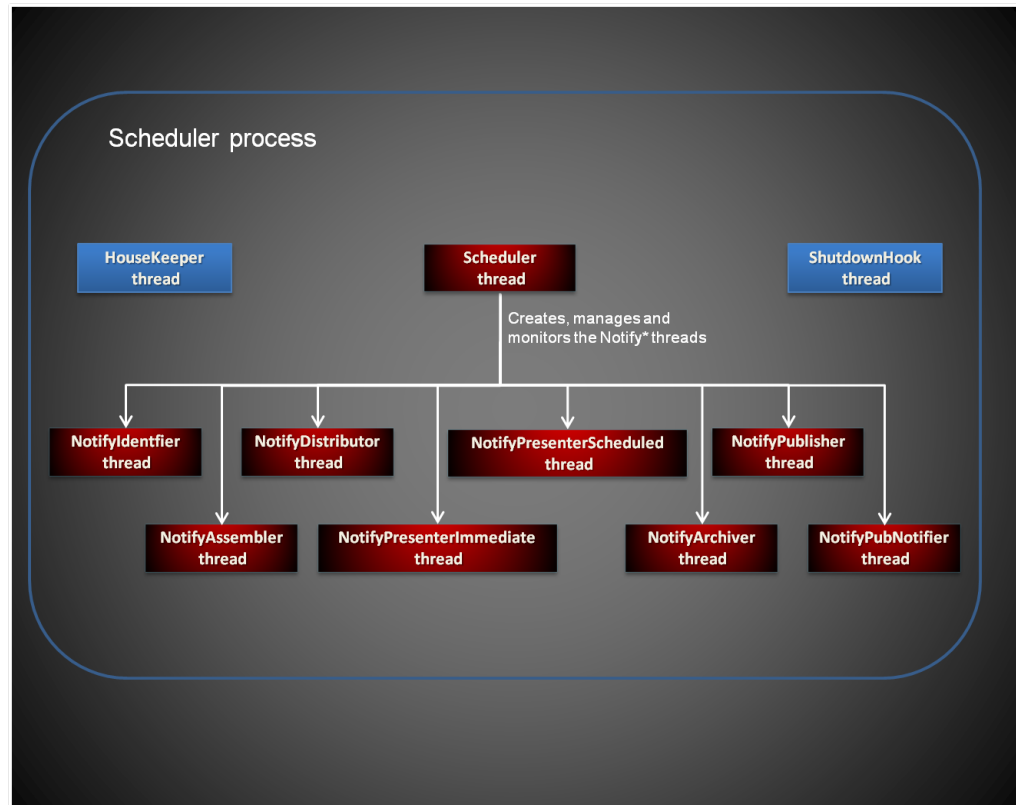 Scheduler process
HouseKeeper
thread
Scheduler
thread
ShutdownHook
thread
Creates, manages and
monitors the Notify* threads
NotifyIdentfier
thread
NotifyDistributor
thread
NotifyPresenterScheduled
thread
NotifyPublisher
thread
NotifyAssembler
thread
NotifyPresenterImmediate
thread
NotifyArchiver
thread
NotifyPubNotifier
thread